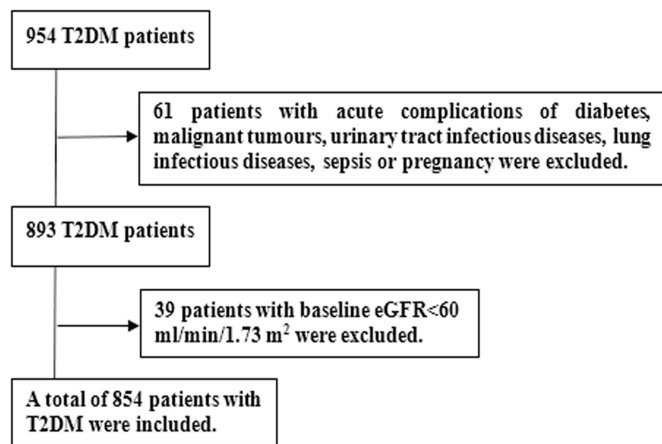 954 T2DM patients
61 patients with acute complications of diabetes,
malignant tumours, urinary tract infectious diseases, lung
infectious diseases, sepsis or pregnancy were excluded.
893 T2DM patients
39 patients with baseline eGFR<60
ml/min/1.73 m² were excluded.
A total of 854 patients with
T2DM were included.